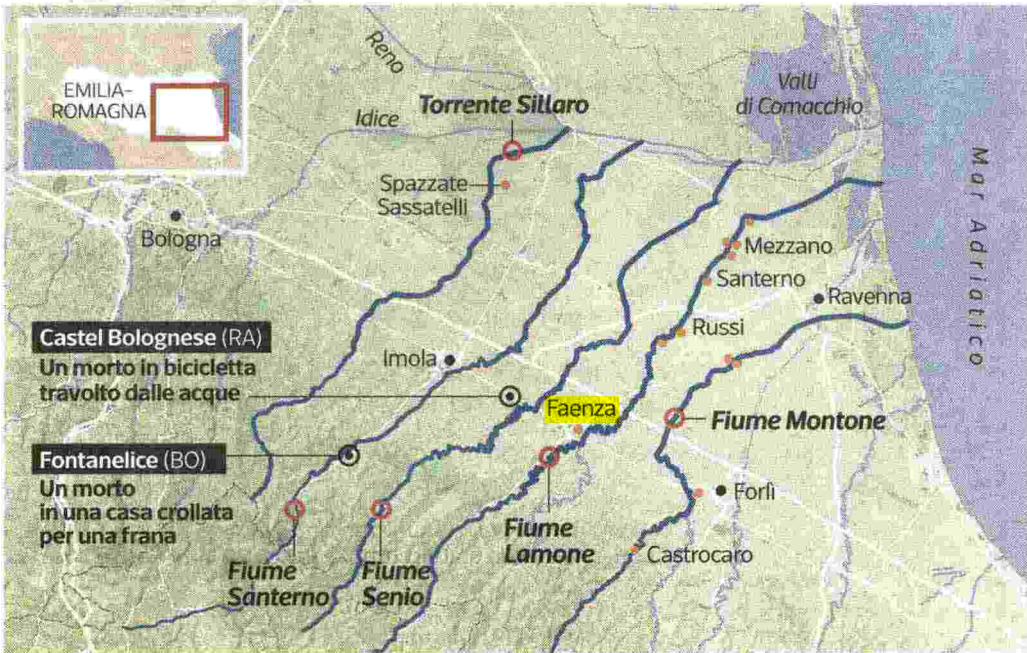 EMILIA-
ROMAGNA
Reno
Idice
Torrente Sillaro
Valli
di Comacchio
Spazzate
Sassatelli
Bologna
Mar Adriatico
Mezzano
Santerno
Ravenna
Russi
Castel Bolognese (RA)
Un morto in bicicletta
travolto dalle acque
Imola
Faenza
Fiume Montone
Fontanelice (BO)
Un morto
in una casa crollata
per una frana
Forlì
Fiume
Lamone
Castrocaro
Fiume
Santerno
Fiume
Senio